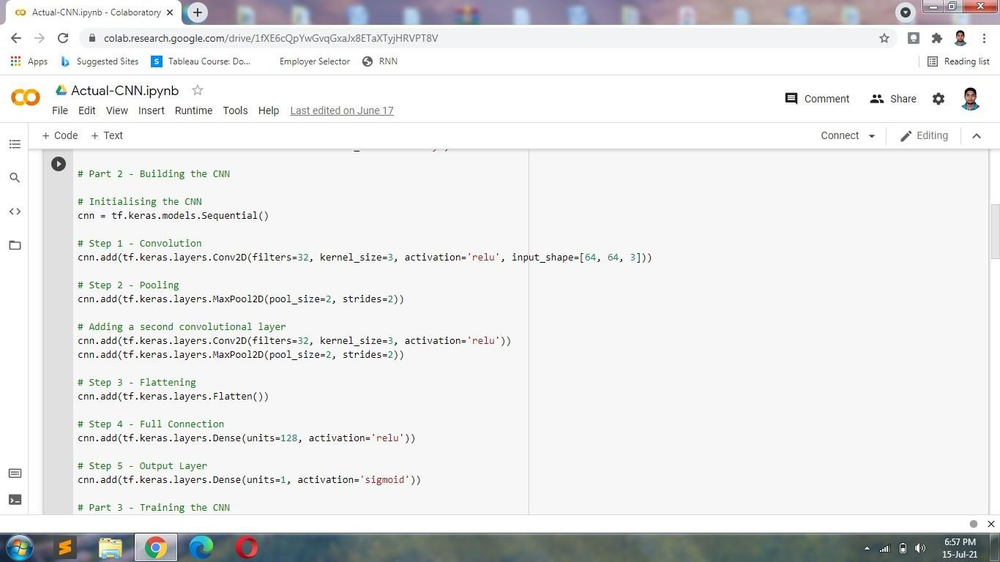 Actual-CNN.ipynb - Colaboratory
colab.research.google.com/drive/1fXE6cQpYwGvqGxaJx8ETaXTyjHRVPT8V
Apps Suggested Sites S Tableau Course: Do... Employer Selector RNN Reading list
Actual-CNN.ipynb
Comment Share
File Edit View Insert Runtime Tools Help Last edited on June 17
+ Code + Text Connect Editing
# Part 2 - Building the CNN
# Initialising the CNN
cnn = tf.keras.models.Sequential()
# Step 1 - Convolution
cnn.add(tf.keras.layers.Conv2D(filters=32, kernel_size=3, activation='relu', input_shape=[64, 64, 3]))
# Step 2 - Pooling
cnn.add(tf.keras.layers.MaxPool2D(pool_size=2, strides=2))
# Adding a second convolutional layer
cnn.add(tf.keras.layers.Conv2D(filters=32, kernel_size=3, activation='relu'))
cnn.add(tf.keras.layers.MaxPool2D(pool_size=2, strides=2))
# Step 3 - Flattening
cnn.add(tf.keras.layers.Flatten())
# Step 4 - Full Connection
cnn.add(tf.keras.layers.Dense(units=128, activation='relu'))
# Step 5 - Output Layer
cnn.add(tf.keras.layers.Dense(units=1, activation='sigmoid'))
# Part 3 - Training the CNN
6:57 PM
15-Jul-21